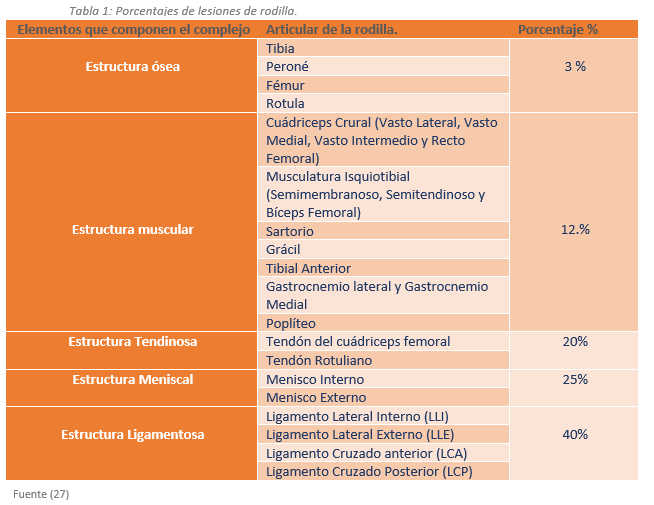 Tabla 1: Porcentajes de lesiones de rodilla.
Elementos que componen el complejo Articular de la rodilla. Porcentaje %
Estructura ósea
Tibia
Peroné
Fémur
Rotula
3 %
Estructura muscular
Cuádriceps Crural (Vasto Lateral, Vasto
Medial, Vasto Intermedio y Recto
Femoral)
Musculatura Isquiotibial
(Semimembranoso, Semitendinoso y
Bíceps Femoral)
Sartorio
Grácil
Tibial Anterior
Gastrocnemio lateral y Gastrocnemio
Medial
Poplíteo
12.%
Estructura Tendinosa
Tendón del cuádriceps femoral
Tendón Rotuliano
20%
Estructura Meniscal
Menisco Interno
Menisco Externo
25%
Estructura Ligamentosa
Ligamento Lateral Interno (LLI)
Ligamento Lateral Externo (LLE)
Ligamento Cruzado anterior (LCA)
Ligamento Cruzado Posterior (LCP)
40%
Fuente (27)